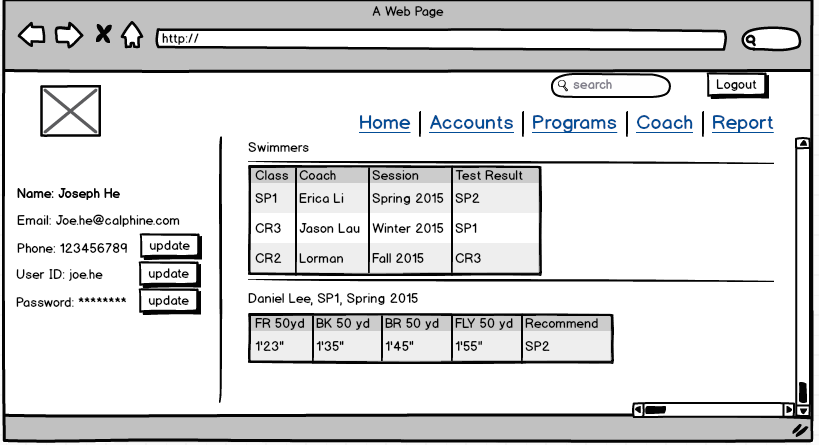 A Web Page
http://
search
Logout
Home Accounts Programs Coach Report
Name: Joseph He
Email: Joe.he@calphine.com
Phone: 123456789 update
User ID: joe.he update
Password: ******** update
Swimmers
Class Coach Session Test Result
SP1 Erica Li Spring 2015 SP2
CR3 Jason Lau Winter 2015 SP1
CR2 Lorman Fall 2015 CR3
Daniel Lee, SP1, Spring 2015
FR 50yd BK 50 yd BR 50 yd FLY 50 yd Recommend
1'23" 1'35" 1'45" 1'55" SP2